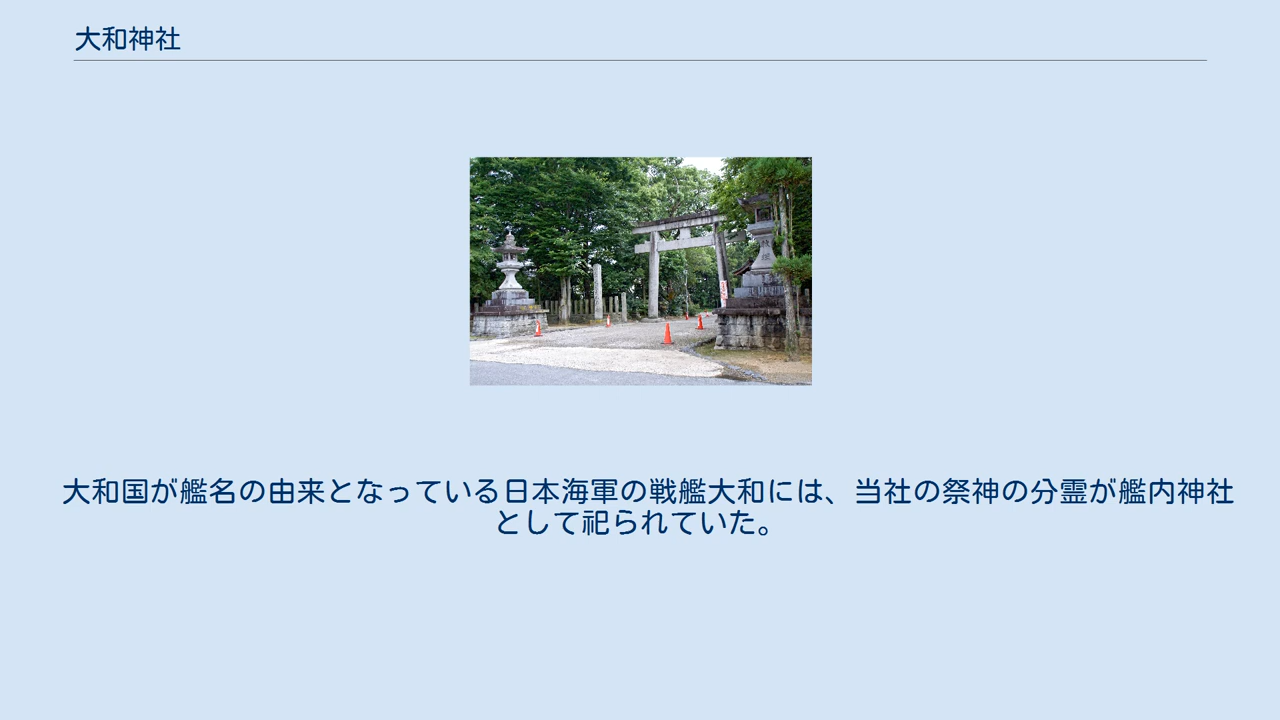 大和神社
大和国が艦名の由来となっている日本海軍の戦艦大和には、当社の祭神の分霊が艦内神社
として祀られていた。